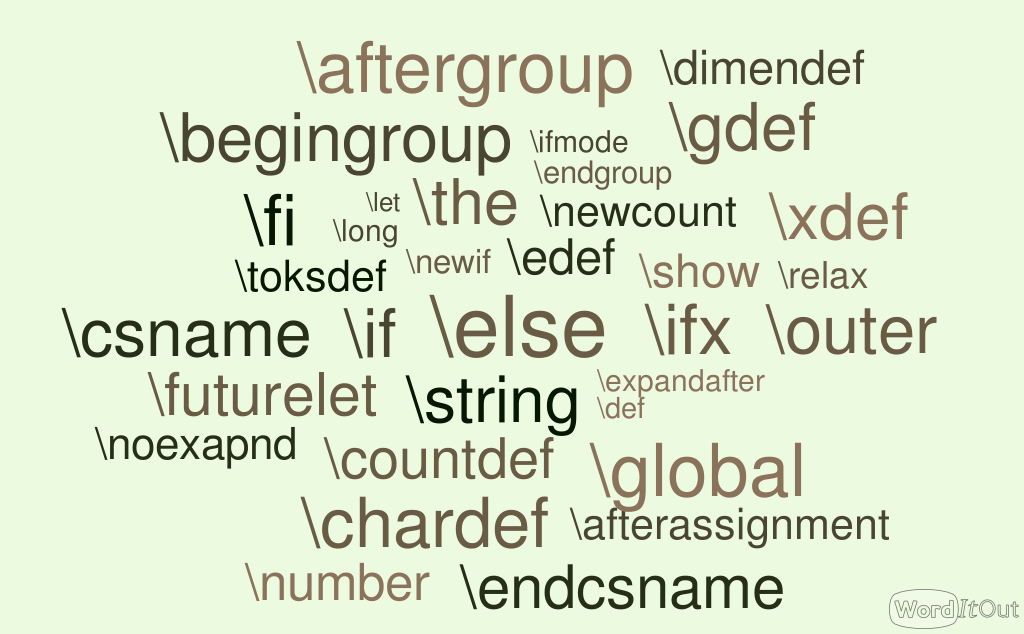 \aftergroup \dimendef
\begingroup \ifmode \gdef
\endgroup
\fi \let \the \newcount \xdef
\long
\toksdef \newif \edef \show \relax
\csname \if \else \ifx \outer
\futurelet \string \expandafter
\def
\noexapnd \countdef \global
\chardef \afterassignment
\number \endcsname
WordItOut